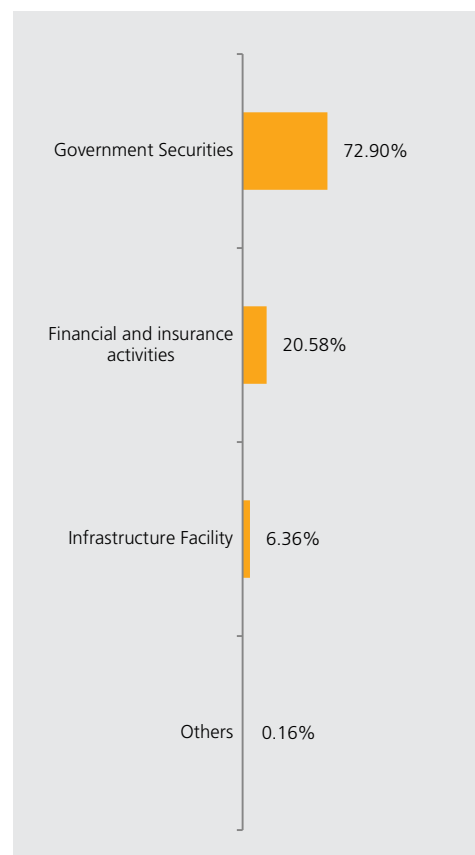 Government Securities 72.90%
Financial and insurance
activities 20.58%
Infrastructure Facility 6.36%
Others 0.16%